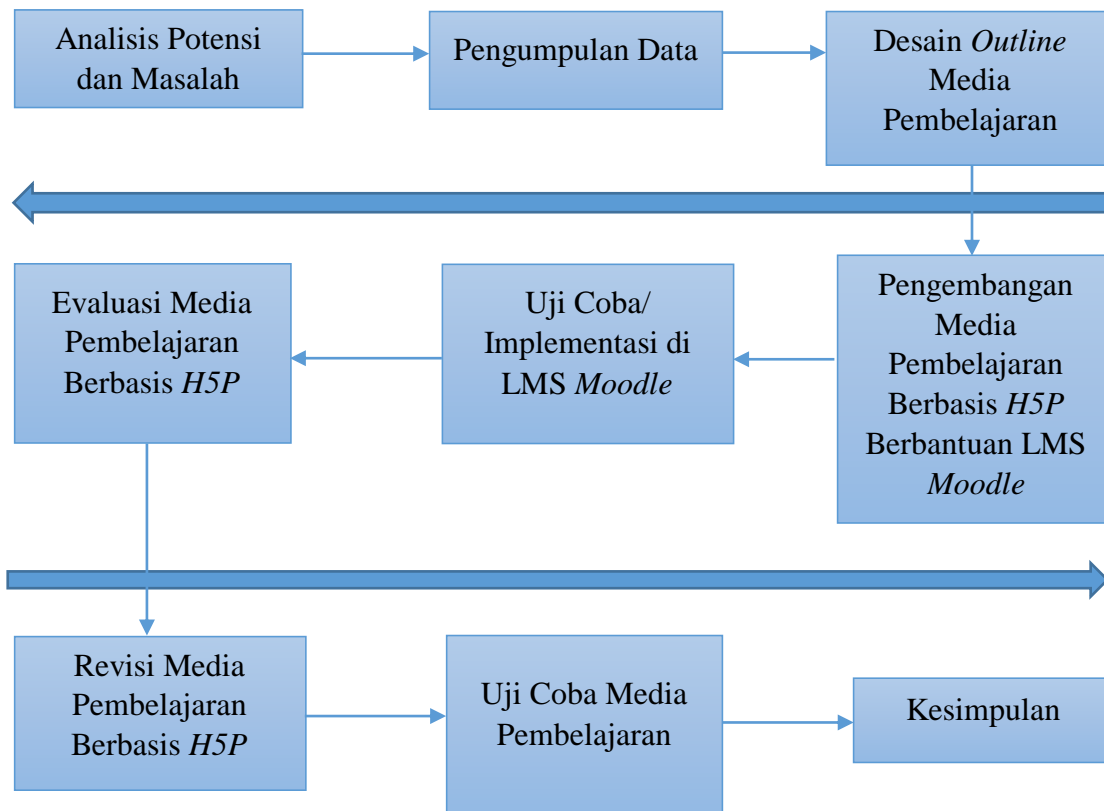 Analisis Potensi
dan Masalah
Pengumpulan Data
Desain Outline
Media
Pembelajaran
Pengembangan
Media
Pembelajaran
Berbasis H5P
Berbantuan LMS
Moodle
Uji Coba/
Implementasi di
LMS Moodle
Evaluasi Media
Pembelajaran
Berbasis H5P
Revisi Media
Pembelajaran
Berbasis H5P
Uji Coba Media
Pembelajaran
Kesimpulan